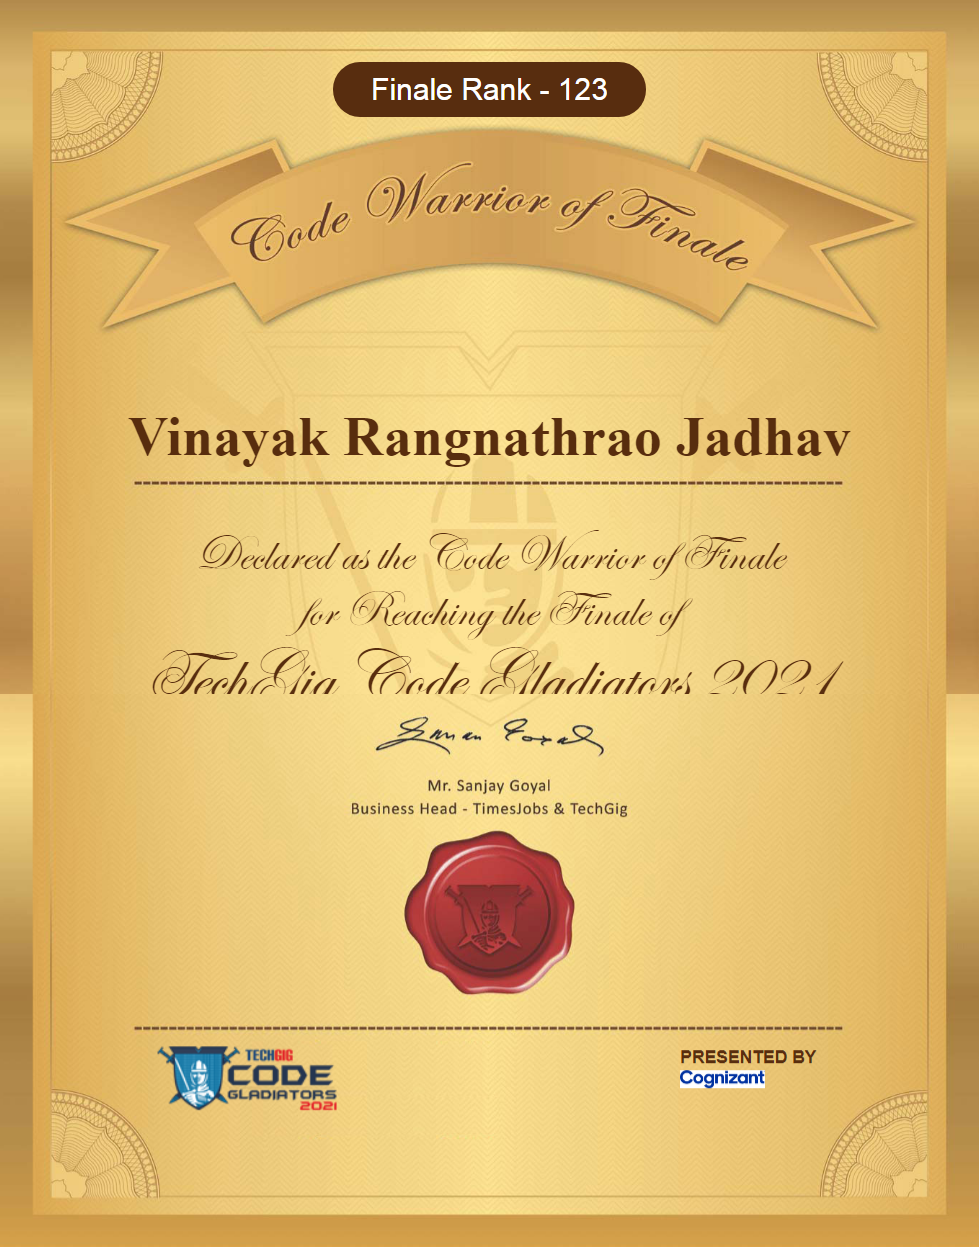 Finale Rank - 123
Code Warrior of Finale
Vinayak Rangnathrao Jadhav
Declared as the Code Warrior of Finale
for Reaching the Finale of
TechGig Code Gladiators 2021
Mr. Sanjay Goyal
Business Head - TimesJobs & TechGig
TECHGIG
CODE
GLADIATORS
2021
PRESENTED BY
Cognizant